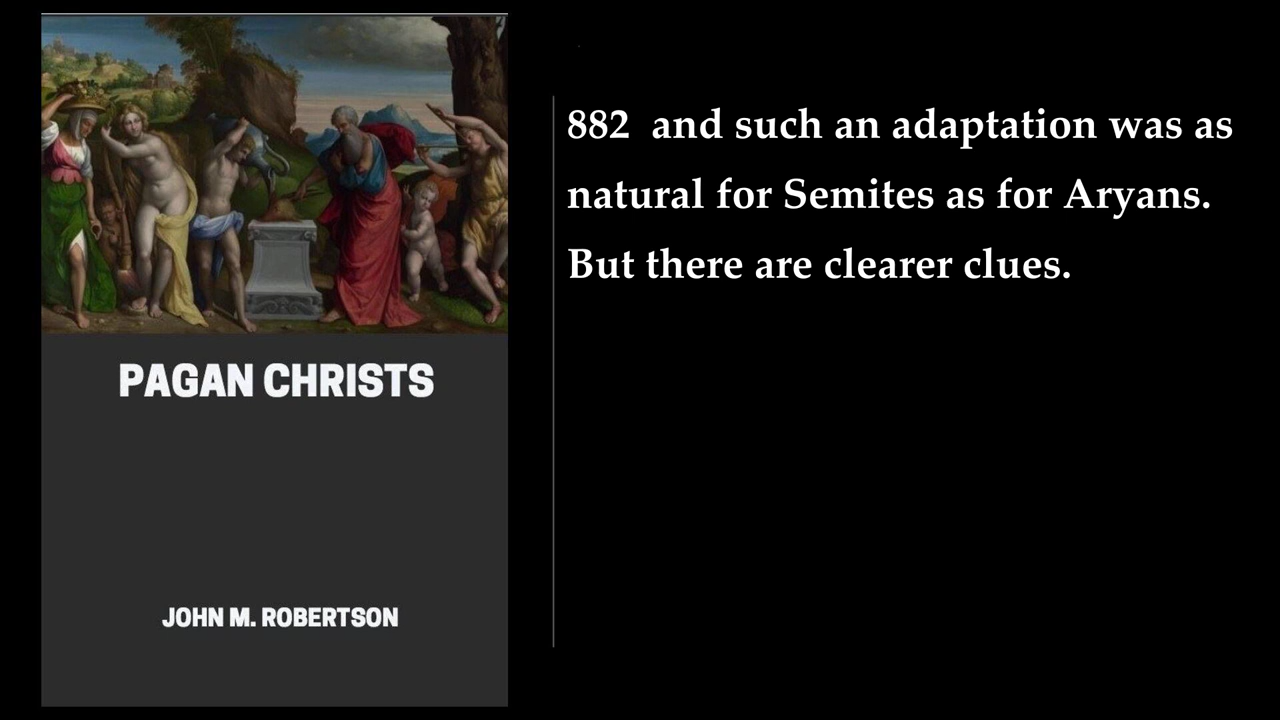 PAGAN CHRISTS
JOHN M. ROBERTSON
882 and such an adaptation was as
natural for Semites as for Aryans.
But there are clearer clues.